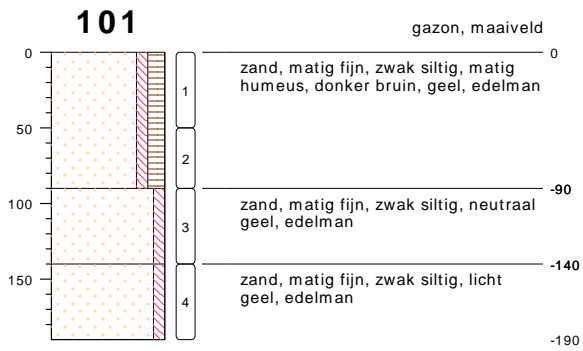 101
gazon, maaiveld
0
0
zand, matig fijn, zwak siltig, matig
humeus, donker bruin, geel, edelman
1
50
2
-90
zand, matig fijn, zwak siltig, neutraal
geel, edelman
100
3
-140
zand, matig fijn, zwak siltig, licht
geel, edelman
150
4
-190